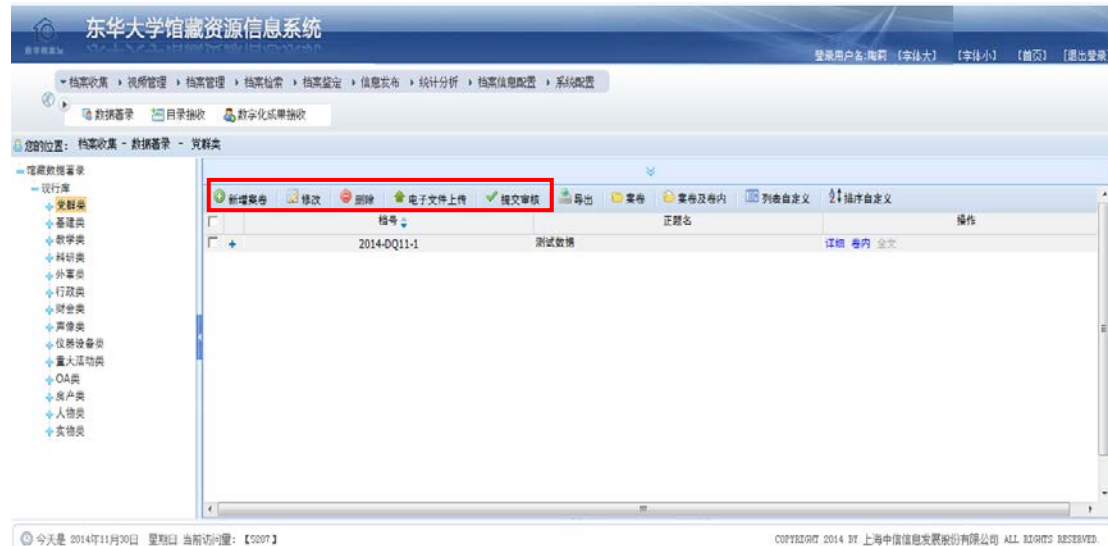 东华大学馆藏资源信息系统
登录用户名:陶莉 【字体大】 【字体小】 【首页】 【退出登录】
档案收集 视频管理 档案管理 档案检索 档案鉴定 信息发布 统计分析 档案信息配置 系统配置
数据著录 目录接收 数字化成果接收
您的位置: 档案收集 - 数据著录 - 党群类
馆藏数据著录
现行库
党群类
基建类
教学类
科研类
外事类
行政类
财会类
声像类
仪器设备类
重大活动类
OA类
房产类
人物类
实物类
新增案卷 修改 删除 电子文件上传 提交审核 导出 案卷 案卷及卷内 列表自定义 排序自定义
档号 正题名 操作
2014-DQ11-1 测试数据 详细 卷内 全文
今天是 2014年11月30日 星期日 当前访问量:【5207】
COPYRIGHT 2014 BY 上海中信信息发展股份有限公司 ALL RIGHTS RESERVED.